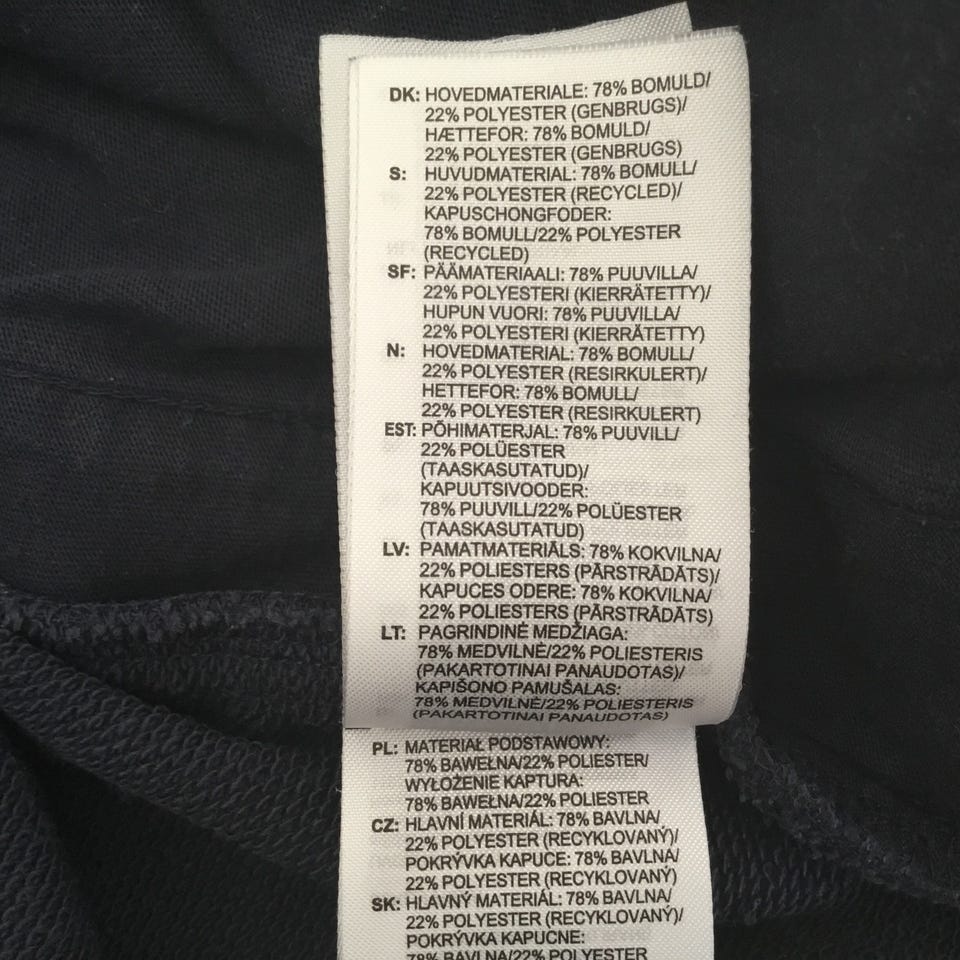 DK: HOVEDMATERIALE: 78% BOMULD/
22% POLYESTER (GENBRUGS)/
HÆTTEFOR: 78% BOMULD/
22% POLYESTER (GENBRUGS)
S: HUVUDMATERIAL: 78% BOMULL/
22% POLYESTER (RECYCLED)/
KAPUSCHONGFODER:
78% BOMULL/22% POLYESTER
(RECYCLED)
SF: PÄÄMATERIAALI: 78% PUUVILLA/
22% POLYESTERI (KIERRÄTETTY)/
HUPUN VUORI: 78% PUUVILLA/
22% POLYESTERI (KIERRÄTETTY)
N: HOVEDMATERIAL: 78% BOMULL/
22% POLYESTER (RESIRKULERT)/
HETTEFOR: 78% BOMULL/
22% POLYESTER (RESIRKULERT)
EST: PÕHIMATERJAL: 78% PUUVILL/
22% POLÜESTER
(TAASKASUTATUD)/
KAPUUTSIVOODER:
78% PUUVILL/22% POLÜESTER
(TAASKASUTATUD)
LV: PAMATMATERIĀLS: 78% KOKVILNA/
22% POLIESTERS (PĀRSTRĀDĀTS)/
KAPUCES ODERE: 78% KOKVILNA/
22% POLIESTERS (PĀRSTRĀDĀTS)
LT: PAGRINDINĖ MEDŽIAGA:
78% MEDVILNĖ/22% POLIESTERIS
(PAKARTOTINAI PANAUDOTAS)/
KAPIŠONO PAMUŠALAS:
78% MEDVILNĖ/22% POLIESTERIS
(PAKARTOTINAI PANAUDOTAS)
PL: MATERIAŁ PODSTAWOWY:
78% BAWEŁNA/22% POLIESTER/
WYŁOŻENIE KAPTURA:
78% BAWEŁNA/22% POLIESTER
CZ: HLAVNÍ MATERIÁL: 78% BAVLNA/
22% POLYESTER (RECYKLOVANÝ)/
POKRÝVKA KAPUCE: 78% BAVLNA/
22% POLYESTER (RECYKLOVANÝ)
SK: HLAVNÝ MATERIÁL: 78% BAVLNA/
22% POLYESTER (RECYKLOVANÝ)/
POKRÝVKA KAPUCNE:
78% BAVLNA/22% POLYESTER